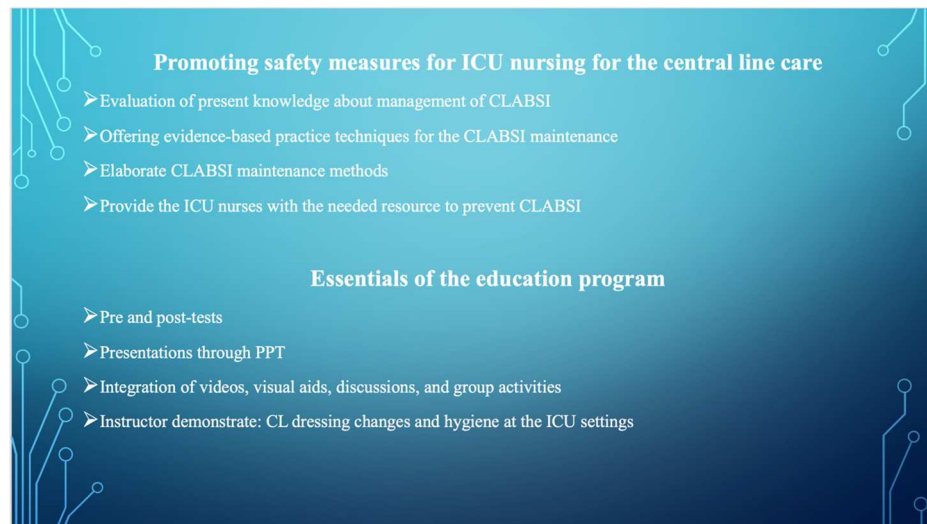 Promoting safety measures for ICU nursing for the central line care
➢Evaluation of present knowledge about management of CLABSI
➢Offering evidence-based practice techniques for the CLABSI maintenance
➢Elaborate CLABSI maintenance methods
➢Provide the ICU nurses with the needed resource to prevent CLABSI
Essentials of the education program
➢Pre and post-tests
➢Presentations through PPT
➢Integration of videos, visual aids, discussions, and group activities
➢Instructor demonstrate: CL dressing changes and hygiene at the ICU settings